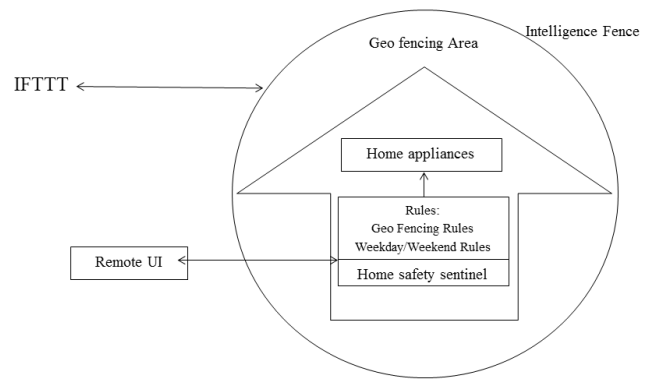 Intelligence Fence
Geo fencing Area
IFTTT
Home appliances
Rules:
Geo Fencing Rules
Weekday/Weekend Rules
Remote UI
Home safety sentinel